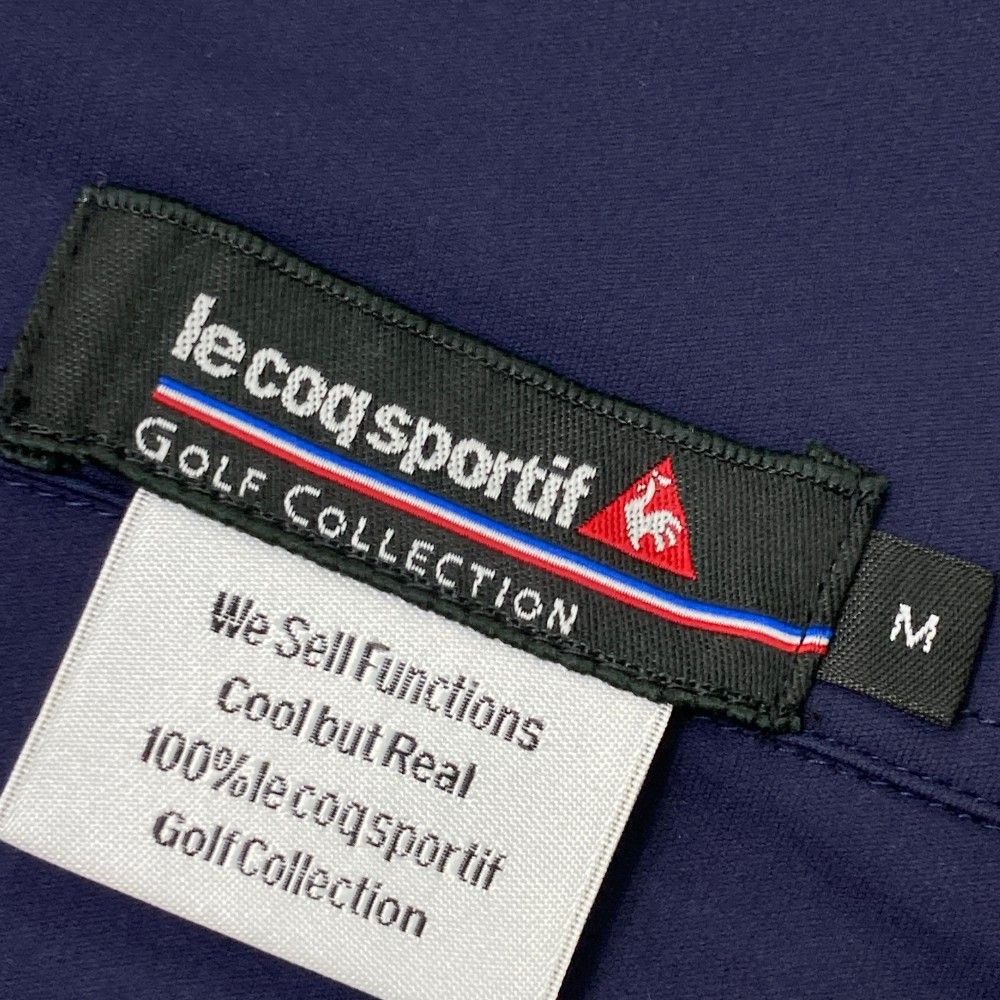 le coq sportif
GOLF COLLECTION
M
We Sell Functions
Cool but Real
100% le coq sportif
Golf Collection